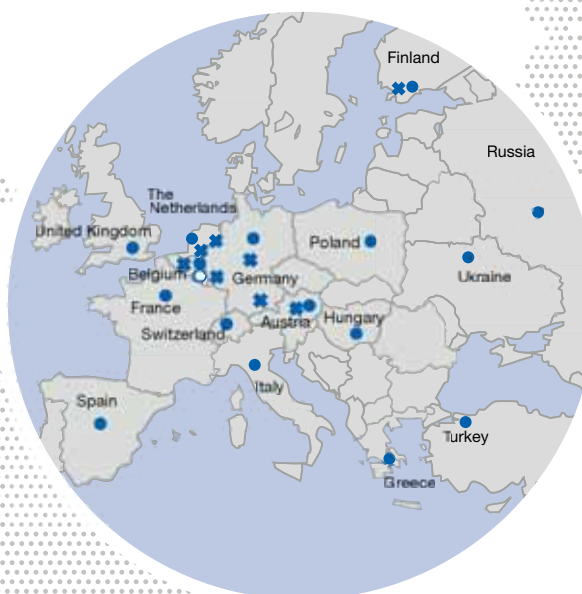 Finland
Russia
The
Netherlands
United Kingdom
Poland
Belgium
Germany
Ukraine
France
Switzerland
Austria
Hungary
Italy
Spain
Turkey
Greece